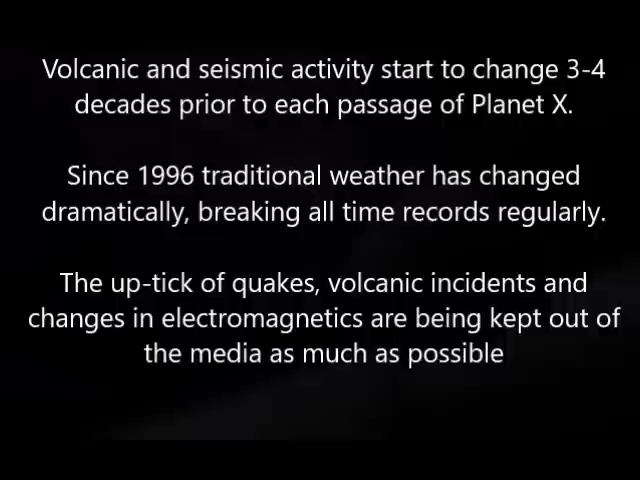 Volcanic and seismic activity start to change 3-4
decades prior to each passage of Planet X.
Since 1996 traditional weather has changed
dramatically, breaking all time records regularly.
The up-tick of quakes, volcanic incidents and
changes in electromagnetics are being kept out of
the media as much as possible